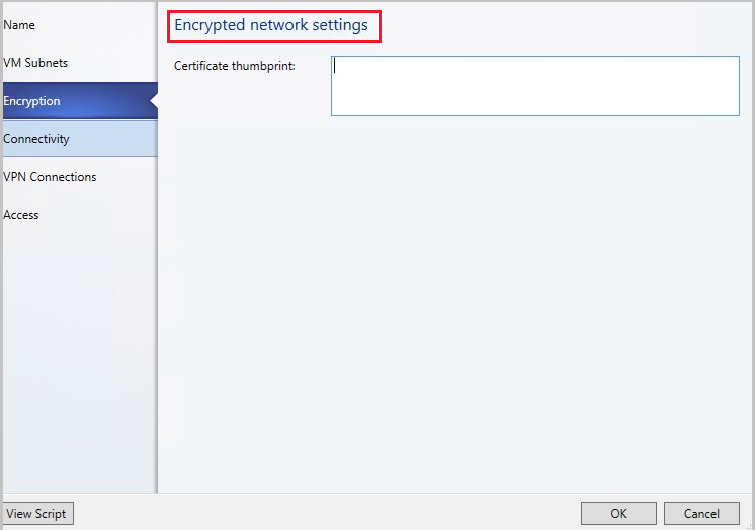 Name
VM Subnets
Encryption
Connectivity
VPN Connections
Access
Encrypted network settings
Certificate thumbprint:
View Script
OK
Cancel